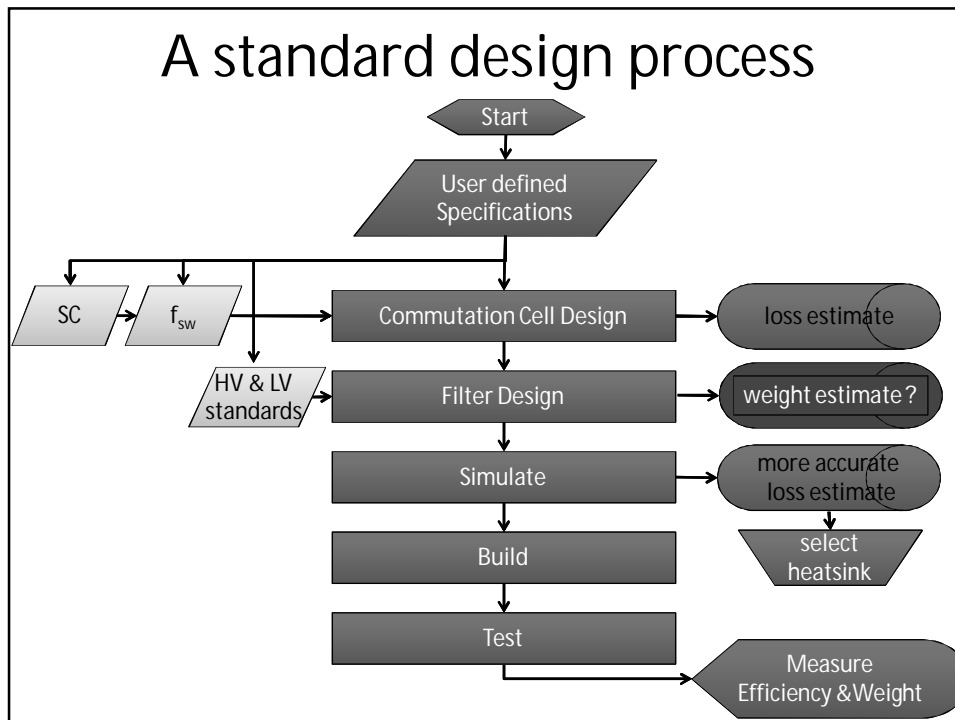 A standard design process
Start
User defined
Specifications
SC
fsw
Commutation Cell Design
loss estimate
HV & LV
standards
Filter Design
weight estimate ?
Simulate
more accurate
loss estimate
select
heatsink
Build
Test
Measure
Efficiency &Weight